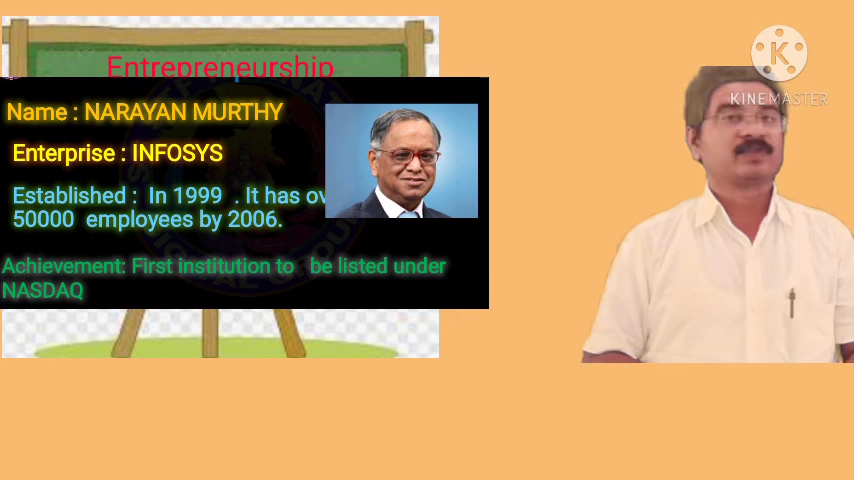 Entrepreneurship
Name : NARAYAN MURTHY
Enterprise : INFOSYS
Established : In 1999 . It has
50000 employees by 2006.
Achievement: First institution to be listed under
NASDAQ
KINEMASTER